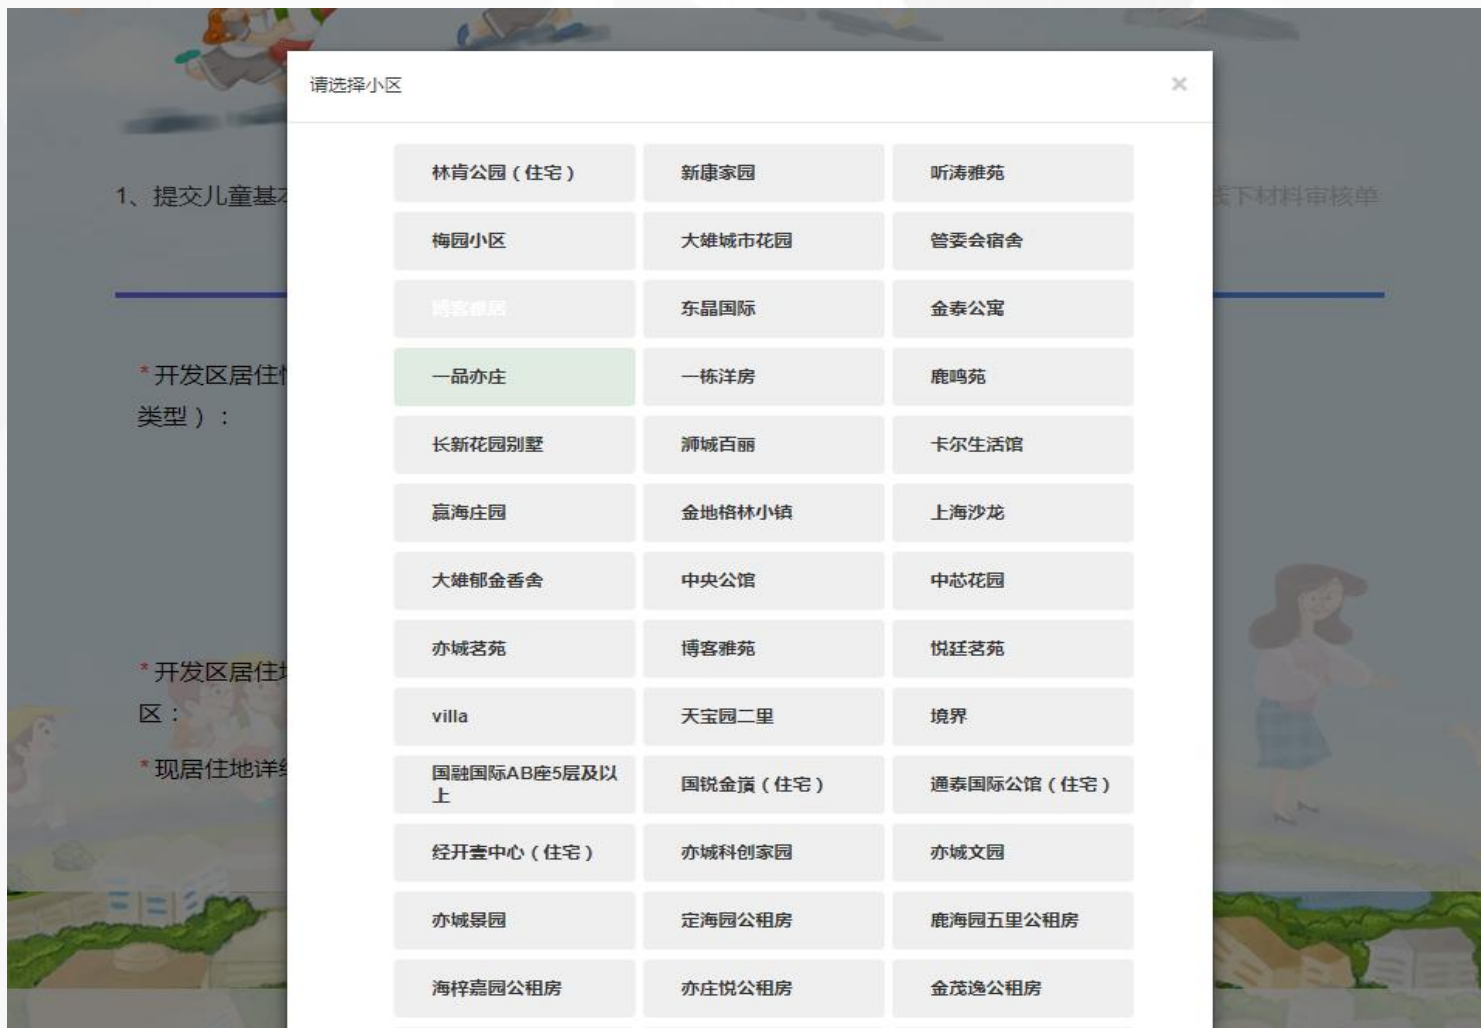 请选择小区
×
林肯公园（住宅） 新康家园 听涛雅苑
1、提交儿童基 线下材料审核单
梅园小区 大雄城市花园 管委会宿舍
博客雅居 东晶国际 金泰公寓
*开发区居住
一品亦庄 一栋洋房 鹿鸣苑
类型）：
长新花园别墅 浉城百丽 卡尔生活馆
赢海庄园 金地格林小镇 上海沙龙
大雄郁金香舍 中央公馆 中芯花园
亦城茗苑 博客雅苑 悦廷茗苑
*开发区居住
区：
villa 天宝园二里 境界
*现居住地详
国融国际AB座5层及以
上
国锐金嵿（住宅） 通泰国际公馆（住宅）
经开壹中心（住宅） 亦城科创家园 亦城文园
亦城景园 定海园公租房 鹿海园五里公租房
海梓嘉园公租房 亦庄悦公租房 金茂逸公租房